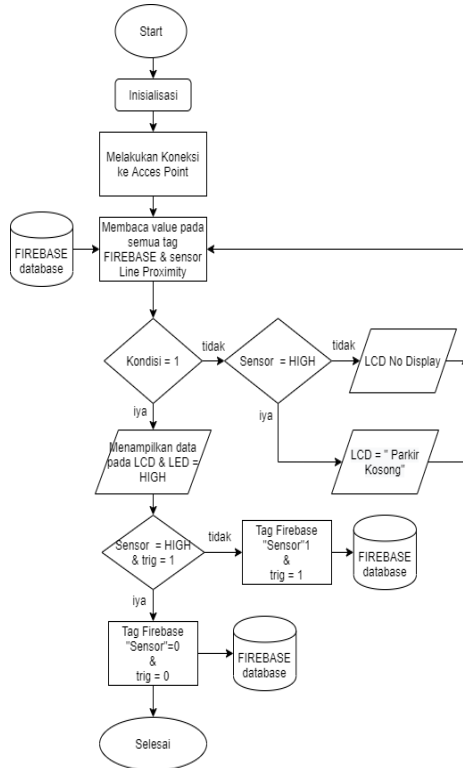 Start
Inisialisasi
Melakukan Koneksi
ke Acces Point
FIREBASE
database
Membaca value pada
semua tag
FIREBASE & sensor
Line Proximity
Kondisi = 1
tidak
Sensor = HIGH
tidak
LCD No Display
iya
iya
Menampilkan data
pada LCD & LED =
HIGH
LCD = " Parkir
Kosong"
Sensor = HIGH
& trig = 1
tidak
Tag Firebase
"Sensor"1
&
trig = 1
FIREBASE
database
iya
Tag Firebase
"Sensor"=0
&
trig = 0
FIREBASE
database
Selesai